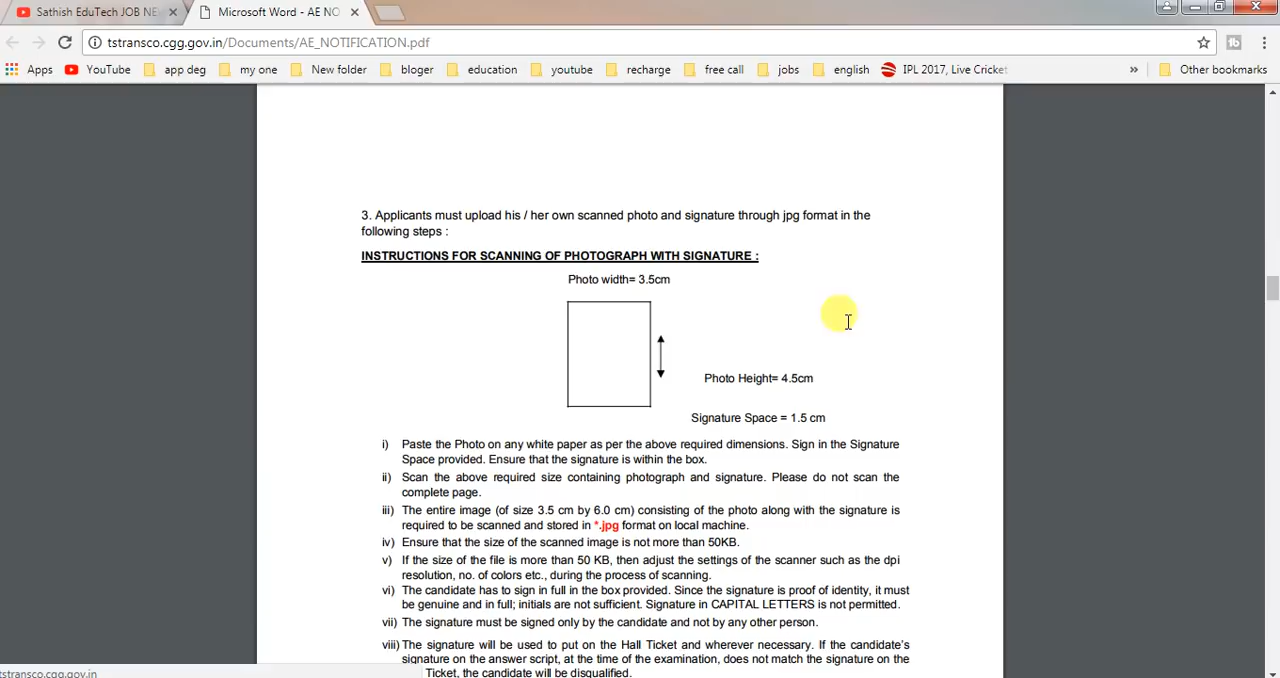 Sathish EduTech JOB NE
Microsoft Word - AE NO
tstransco.cgg.gov.in/Documents/AE_NOTIFICATION.pdf
Apps YouTube app deg my one New folder bloger education youtube recharge free call jobs english IPL 2017, Live Cricket » Other bookmarks
3. Applicants must upload his / her own scanned photo and signature through jpg format in the
following steps :
INSTRUCTIONS FOR SCANNING OF PHOTOGRAPH WITH SIGNATURE :
Photo width= 3.5cm
Photo Height= 4.5cm
Signature Space = 1.5 cm
i) Paste the Photo on any white paper as per the above required dimensions. Sign in the Signature
Space provided. Ensure that the signature is within the box.
ii) Scan the above required size containing photograph and signature. Please do not scan the
complete page.
iii) The entire image (of size 3.5 cm by 6.0 cm) consisting of the photo along with the signature is
required to be scanned and stored in *.jpg format on local machine.
iv) Ensure that the size of the scanned image is not more than 50KB.
v) If the size of the file is more than 50 KB, then adjust the settings of the scanner such as the dpi
resolution, no. of colors etc., during the process of scanning.
vi) The candidate has to sign in full in the box provided. Since the signature is proof of identity, it must
be genuine and in full; initials are not sufficient. Signature in CAPITAL LETTERS is not permitted.
vii) The signature must be signed only by the candidate and not by any other person.
viii) The signature will be used to put on the Hall Ticket and wherever necessary. If the candidate's
signature on the answer script, at the time of the examination, does not match the signature on the
Ticket, the candidate will be disqualified.
tstransco.cgg.gov.in